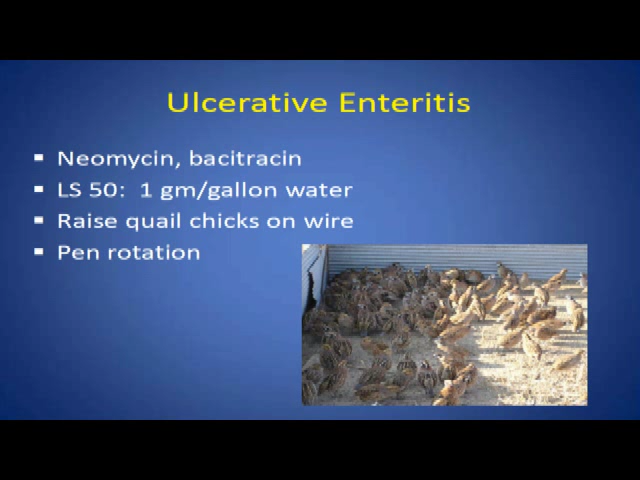 Ulcerative Enteritis
Neomycin, bacitracin
LS 50: 1 gm/gallon water
Raise quail chicks on wire
Pen rotation